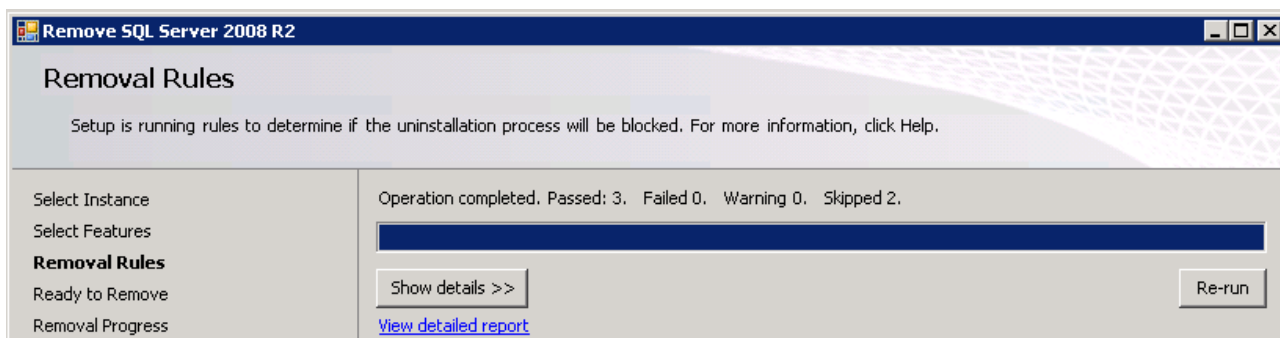 Remove SQL Server 2008 R2
Removal Rules
Setup is running rules to determine if the uninstallation process will be blocked. For more information, click Help.
Select Instance
Select Features
Removal Rules
Ready to Remove
Removal Progress
Operation completed. Passed: 3. Failed 0. Warning 0. Skipped 2.
Show details >>
Re-run
View detailed report